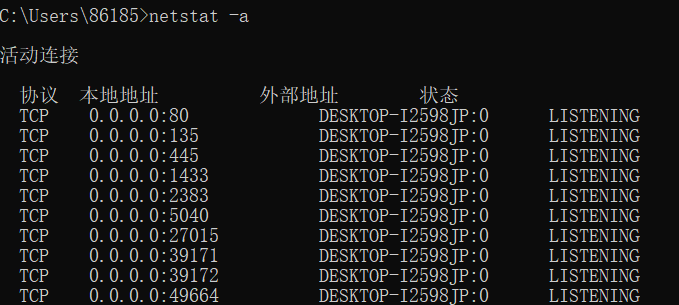 C:\Users\86185>netstat -a
活动连接
协议 本地地址 外部地址 状态
TCP 0.0.0.0:80 DESKTOP-I2598JP:0 LISTENING
TCP 0.0.0.0:135 DESKTOP-I2598JP:0 LISTENING
TCP 0.0.0.0:445 DESKTOP-I2598JP:0 LISTENING
TCP 0.0.0.0:1433 DESKTOP-I2598JP:0 LISTENING
TCP 0.0.0.0:2383 DESKTOP-I2598JP:0 LISTENING
TCP 0.0.0.0:5040 DESKTOP-I2598JP:0 LISTENING
TCP 0.0.0.0:27015 DESKTOP-I2598JP:0 LISTENING
TCP 0.0.0.0:39171 DESKTOP-I2598JP:0 LISTENING
TCP 0.0.0.0:39172 DESKTOP-I2598JP:0 LISTENING
TCP 0.0.0.0:49664 DESKTOP-I2598JP:0 LISTENING